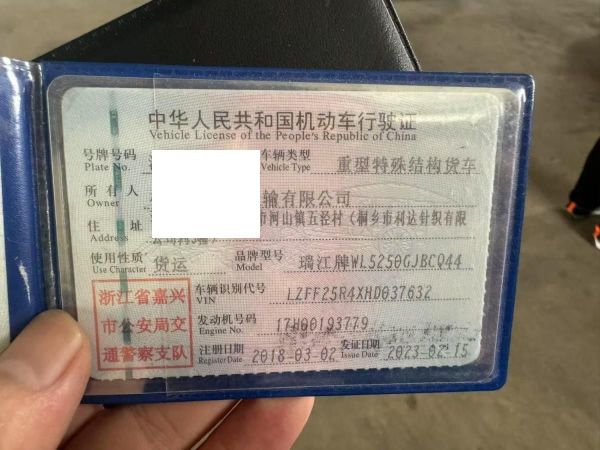 中华人民共和国机动车行驶证
Vehicle License of the People's Republic of China
号牌号码 Plate No. 车辆类型 Vehicle Type 重型特殊结构货车
所有人 Owner 输有限公司
住址 Address 市河山镇五泾村(桐乡市利达针织有限
公司内
使用性质 Use Character 货运 品牌型号 Model 瑞江牌WL5250GJBCQ44
浙江省嘉兴市公安局交通警察支队
车辆识别代号 VIN LZFF25R4XHD037632
发动机号码 Engine No. 17H00193779
注册日期 Register Date 2018-03-02 发证日期 Issue Date 2023-02-15